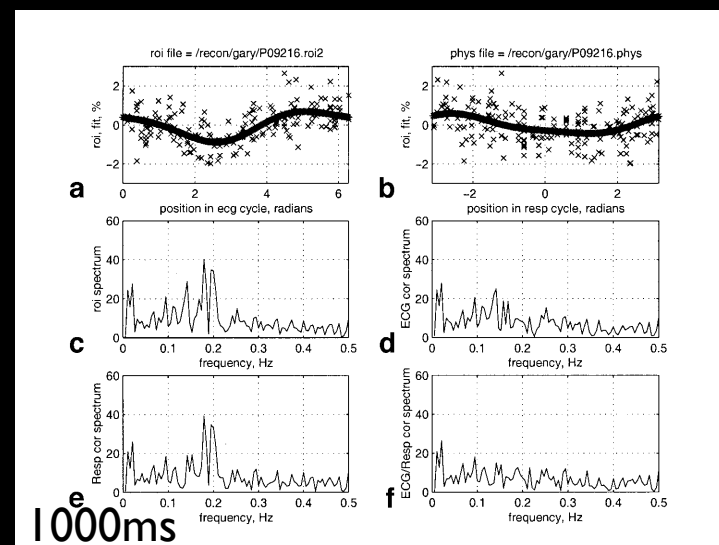 roi file = /recon/gary/P09216.roi2
phys file = /recon/gary/P09216.phys
roi, fit, %
2
0
−2
0
2
4
6
position in ecg cycle, radians
a
roi, fit, %
2
0
−2
−2
0
2
position in resp cycle, radians
b
roi spectrum
60
40
20
0
0
0.1
0.2
0.3
0.4
0.5
frequency, Hz
c
ECG cor spectrum
60
40
20
0
0
0.1
0.2
0.3
0.4
0.5
frequency, Hz
d
Resp cor spectrum
60
40
20
0
0
0.1
0.2
0.3
0.4
0.5
frequency, Hz
e
ECG/Resp cor spectrum
60
40
20
0
0
0.1
0.2
0.3
0.4
0.5
frequency, Hz
f
1000ms